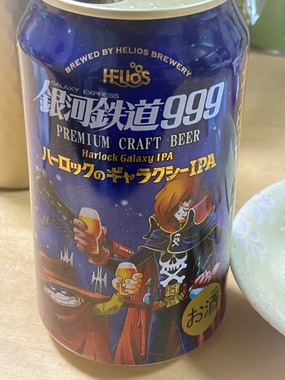 BREWED BY HELIOS BREWERY
HELIOS
GALAXY EXPRESS
銀河鉄道999
PREMIUM CRAFT BEER
Harlock Galaxy IPA
ハーロックのギャラクシーIPA
お酒